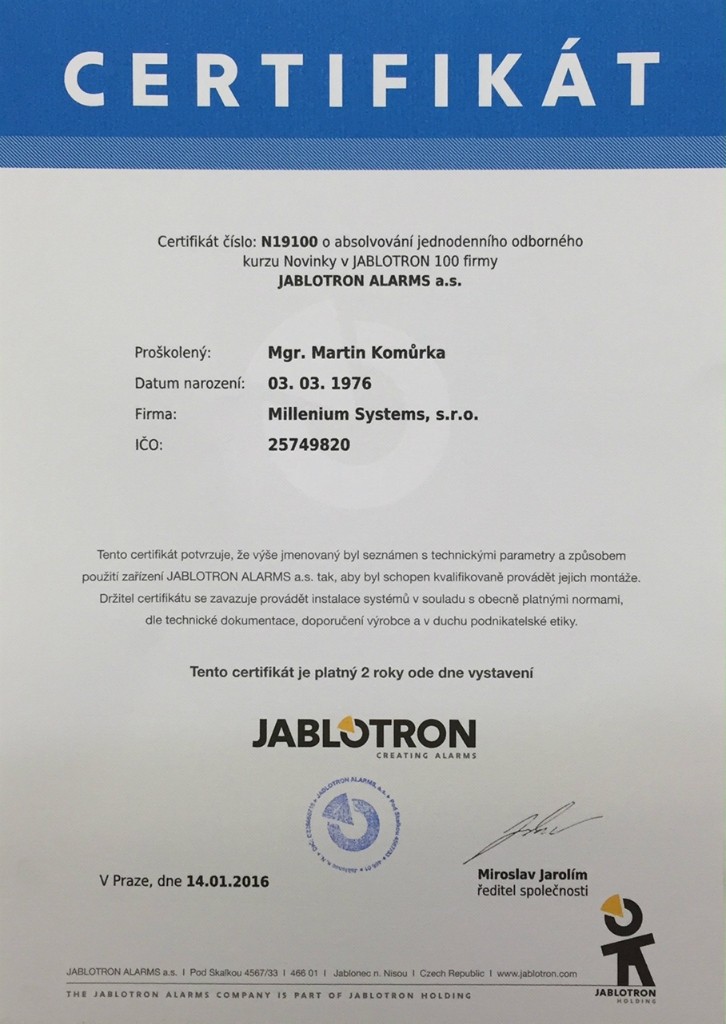 CERTIFIKÁT
Certifikát číslo: N19100 o absolvování jednodenního odborného
kurzu Novinky v JABLOTRON 100 firmy
JABLOTRON ALARMS a.s.
Proškolený: Mgr. Martin Komůrka
Datum narození: 03. 03. 1976
Firma: Millenium Systems, s.r.o.
IČO: 25749820
Tento certifikát potvrzuje, že výše jmenovaný byl seznámen s technickými parametry a způsobem
použití zařízení JABLOTRON ALARMS a.s. tak, aby byl schopen kvalifikovaně provádět jejich montáže.
Držitel certifikátu se zavazuje provádět instalace systémů v souladu s obecně platnými normami,
dle technické dokumentace, doporučení výrobce a v duchu podnikatelské etiky.
Tento certifikát je platný 2 roky ode dne vystavení
JABLOTRON
CREATING ALARMS
JABLOTRON ALARMS, a.s. Pod Skalkou 4567/33
V Praze, dne 14.01.2016
Miroslav Jarolím
ředitel společnosti
JABLOTRON ALARMS a.s. I Pod Skalkou 4567/33 I 466 01 I Jablonec n. Nisou I Czech Republic I www.jablotron.com
THE JABLOTRON ALARMS COMPANY IS PART OF JABLOTRON HOLDING
JABLOTRON
HOLDING